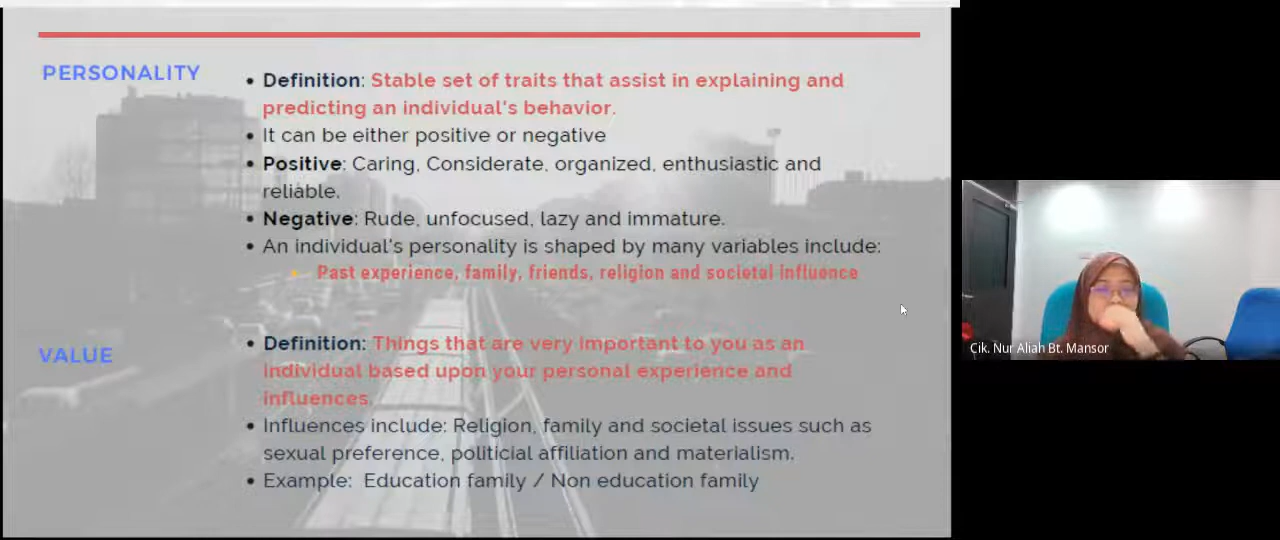 PERSONALITY
• Definition: Stable set of traits that assist in explaining and
predicting an individual's behavior.
• It can be either positive or negative
• Positive: Caring, Considerate, organized, enthusiastic and
reliable.
• Negative: Rude, unfocused, lazy and immature.
• An individual's personality is shaped by many variables include:
Past experience, family, friends, religion and societal influence
VALUE
• Definition: Things that are very important to you as an
individual based upon your personal experience and
influences.
• Influences include: Religion, family and societal issues such as
sexual preference, politicial affiliation and materialism.
• Example: Education family / Non education family
Cik. Nur Aliah Bt. Mansor